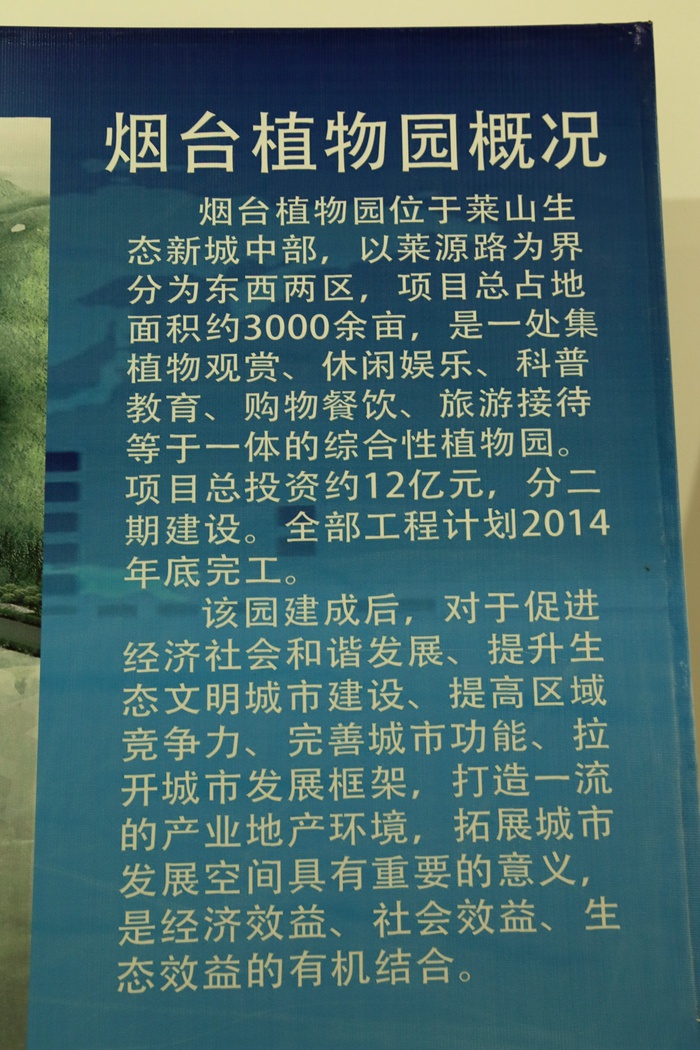 烟台植物园概况
烟台植物园位于莱山生
态新城中部，以莱源路为界
分为东西两区，项目总占地
面积约3000余亩，是一处集
植物观赏、休闲娱乐、科普
教育、购物餐饮、旅游接待
等于一体的综合性植物园。
项目总投资约12亿元，分二
期建设。全部工程计划2014
年底完工。
该园建成后，对于促进
经济社会和谐发展、提升生
态文明城市建设、提高区域
竞争力、完善城市功能、拉
开城市发展框架，打造一流
的产业地产环境，拓展城市
发展空间具有重要的意义，
是经济效益、社会效益、生
态效益的有机结合。